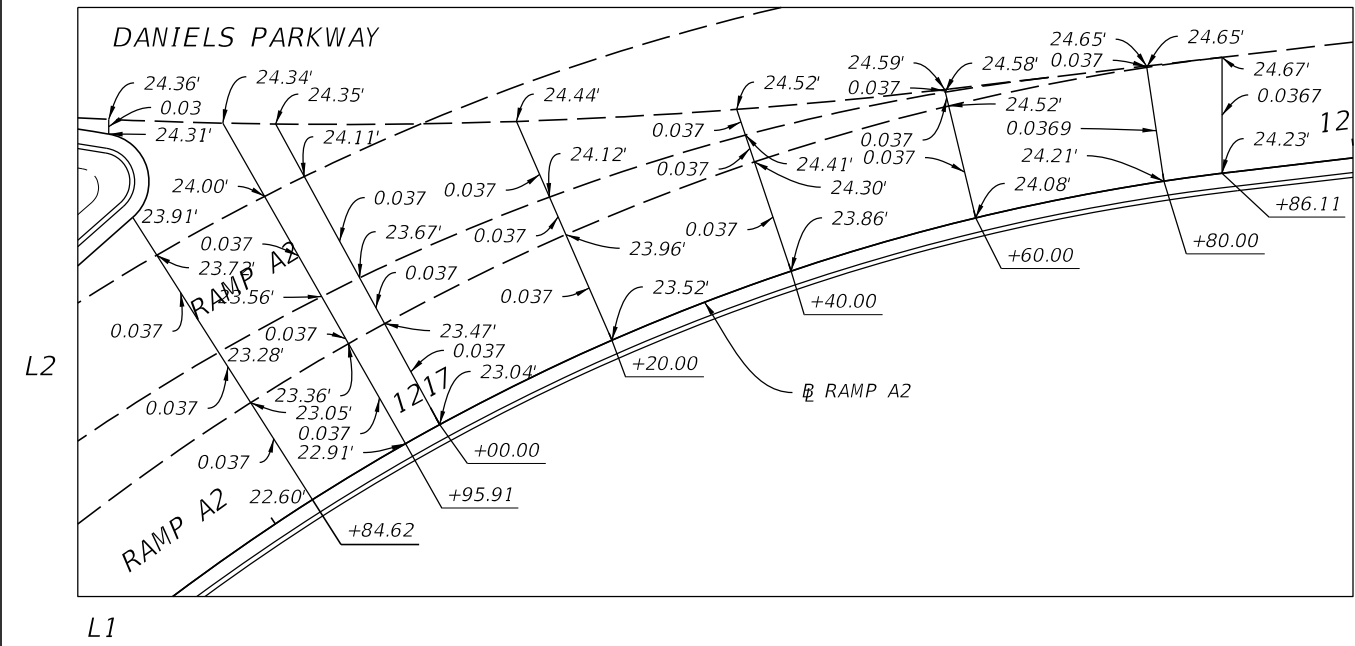 DANIELS PARKWAY
24.36' 24.34' 24.35' 24.44' 24.52' 24.59' 24.58' 24.65' 24.65' 24.67'
0.03 0.037 0.037 0.0367
24.31' 24.11' 0.037 24.52' 0.0369 12
24.12' 0.037 24.41' 0.037 0.037 24.21' 24.23'
24.00' 0.037 0.037 24.30' 24.08' +86.11
23.91' 0.037 23.67' 0.037 23.96' 0.037 23.86' +60.00 +80.00
23.72' 0.037
RAMP A2
23.56' 0.037 23.52' +40.00
0.037 0.037 23.47'
23.28' 0.037 23.04' +20.00
L2
0.037 23.36' 1217 ℄ RAMP A2
23.05'
0.037
22.91' +00.00
0.037
22.60' +95.91
RAMP A2
+84.62
L1